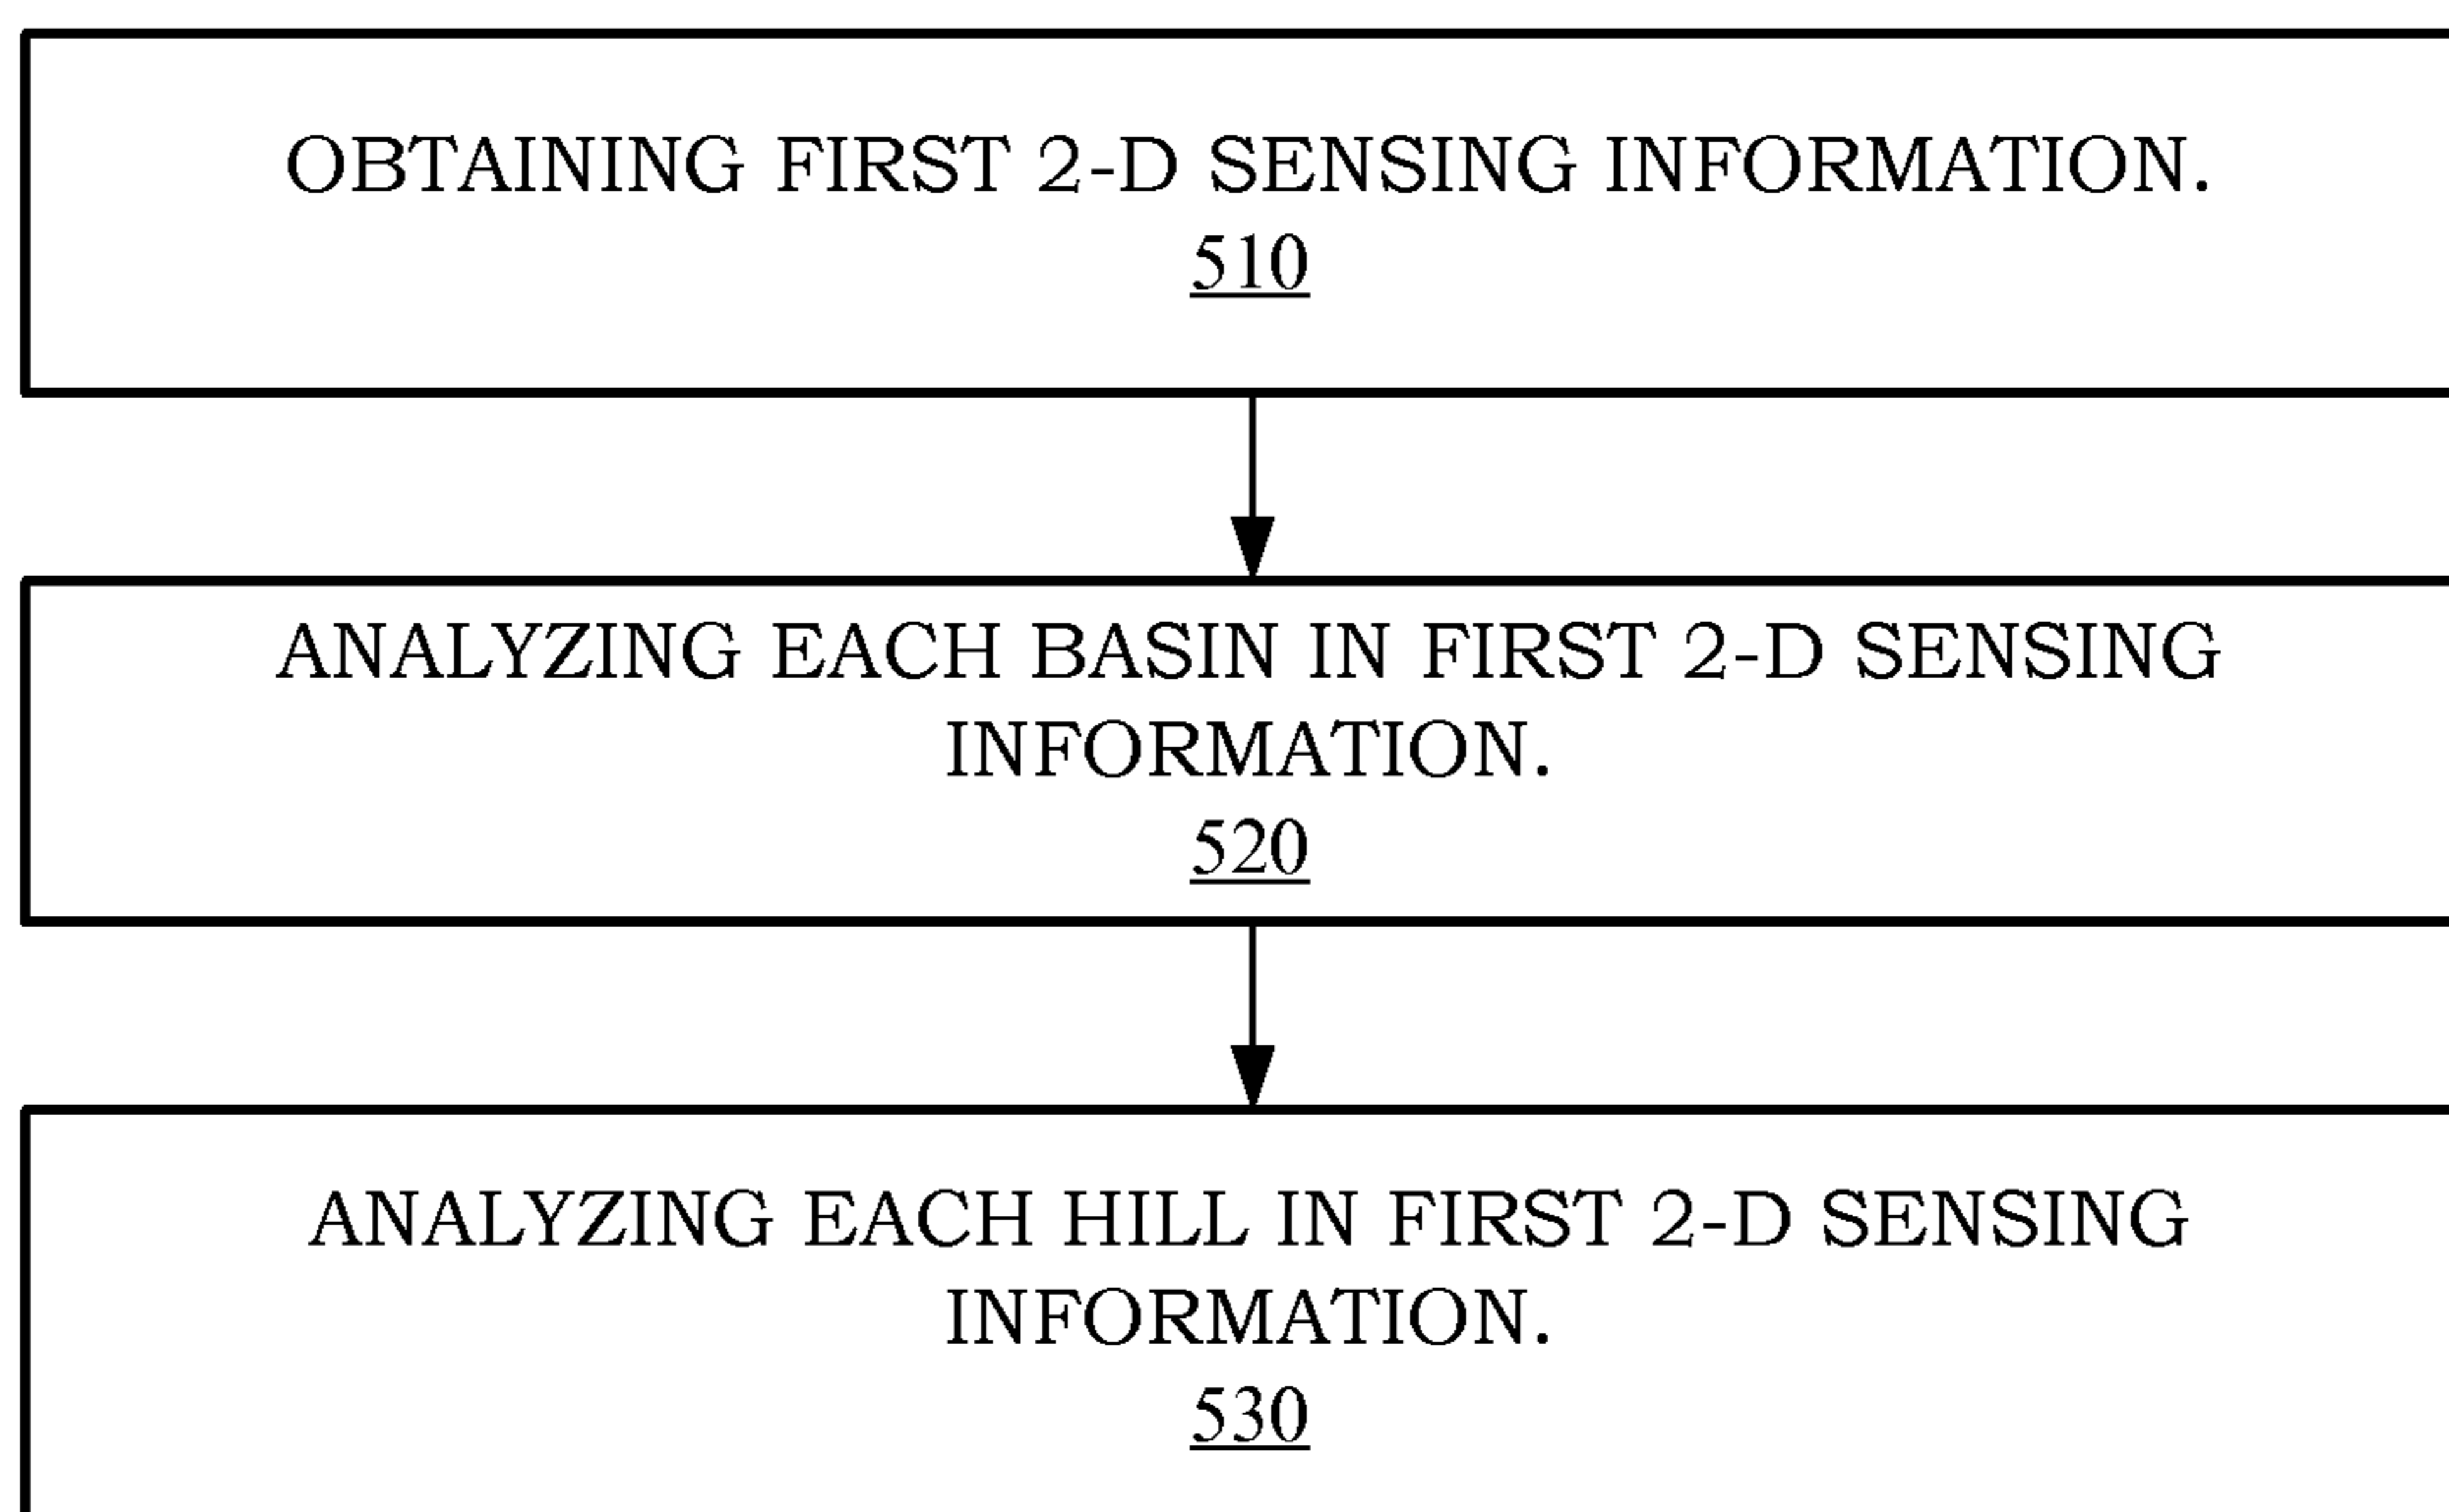 OBTAINING FIRST 2-D SENSING INFORMATION.
510
ANALYZING EACH BASIN IN FIRST 2-D SENSING
INFORMATION.
520
ANALYZING EACH HILL IN FIRST 2-D SENSING
INFORMATION.
530